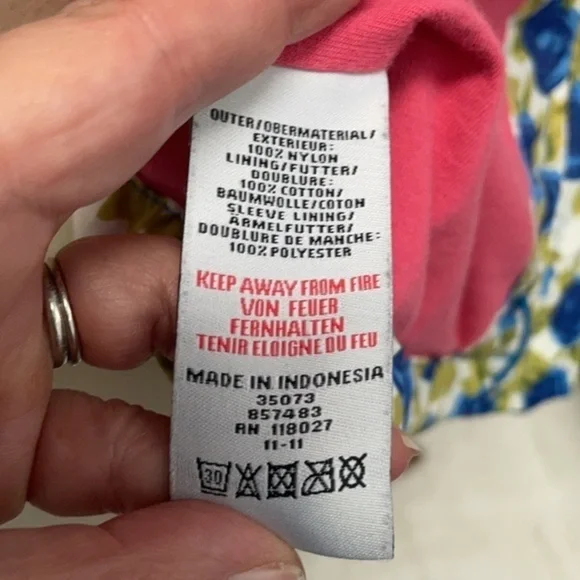 OUTER/OBERMATERIAL/
EXTERIEUR:
100% NYLON
LINING/FUTTER/
DOUBLURE:
100% COTTON/
BAUMWOLLE/COTON
SLEEVE LINING/
ARMELFUTTER/
DOUBLURE DE MANCHE:
100% POLYESTER
KEEP AWAY FROM FIRE
VON FEUER
FERNHALTEN
TENIR ELOIGNE DU FEU
MADE IN INDONESIA
35073
857483
RN 118027
11-11
30